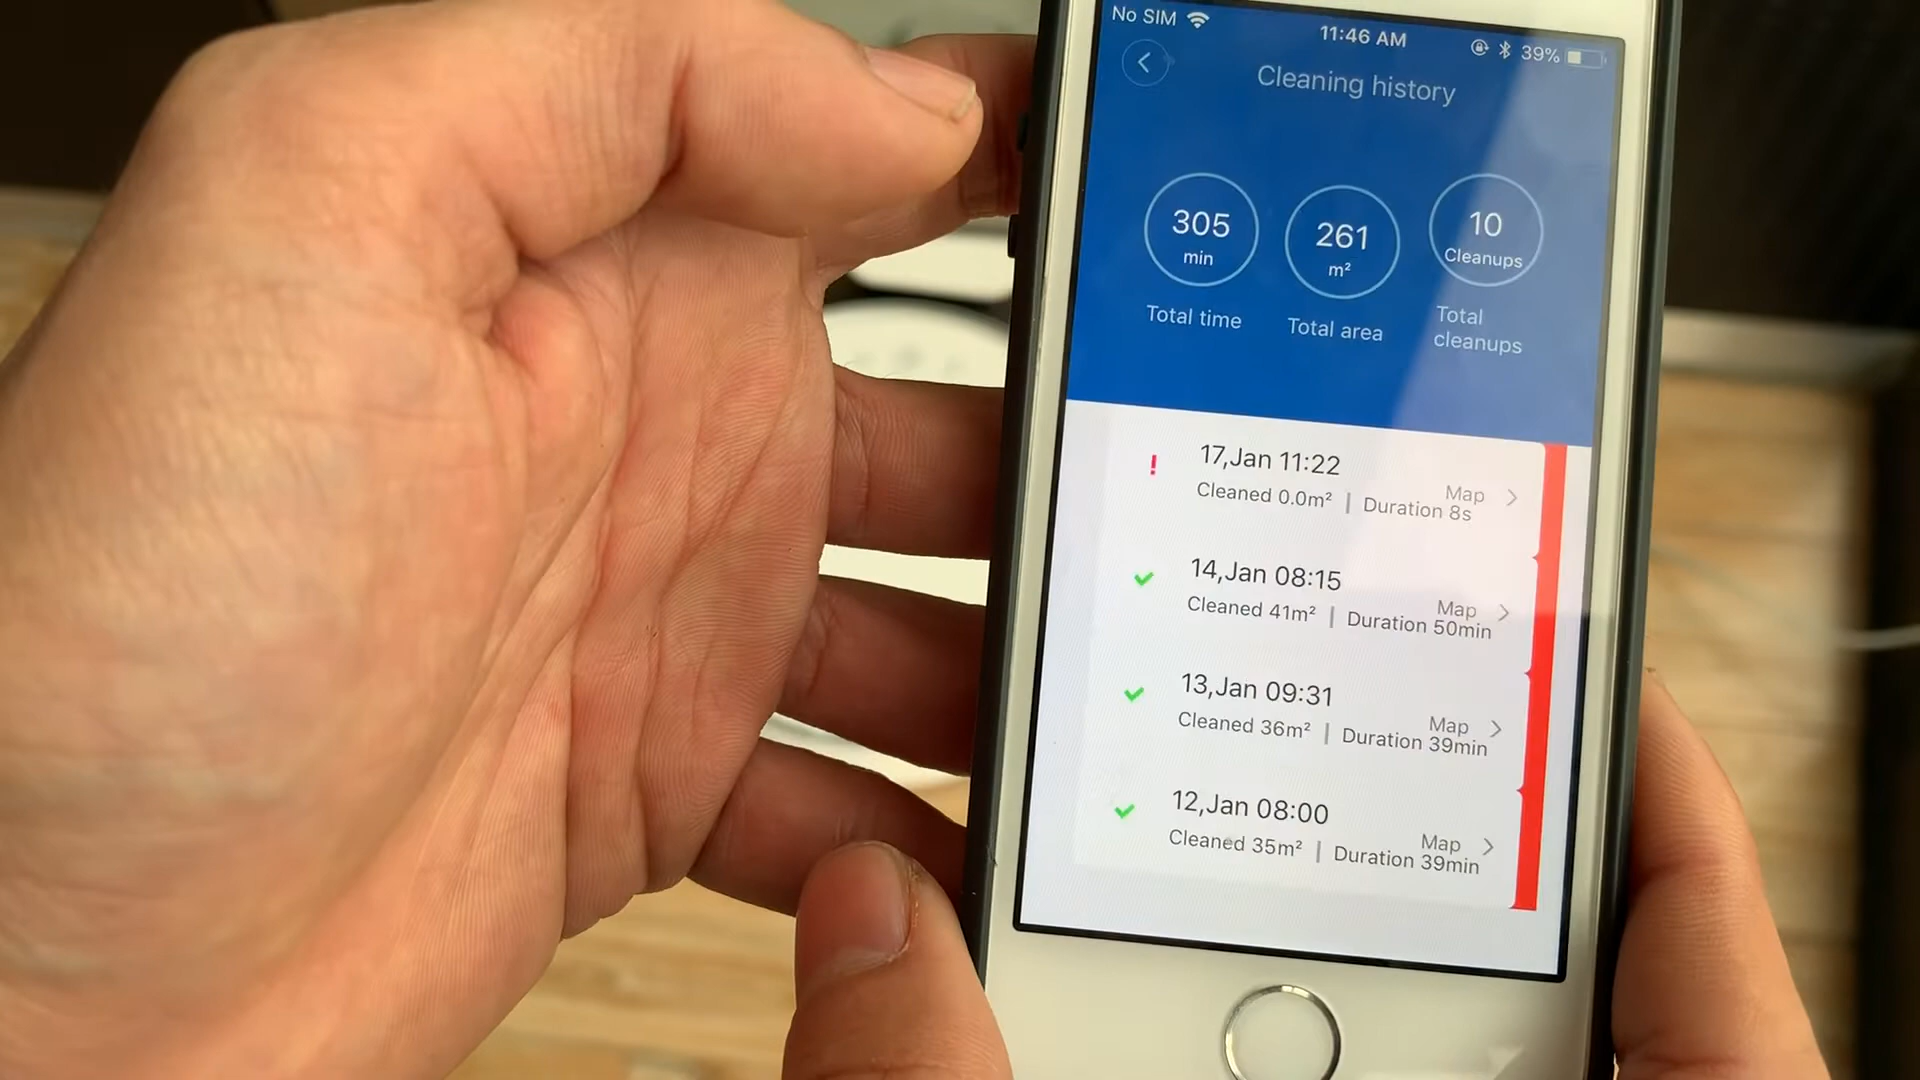 No SIM 11:46 AM 39%
Cleaning history
305 min
261 m²
10 Cleanups
Total time
Total area
Total cleanups
17,Jan 11:22
Cleaned 0.0m² | Duration 8s
Map
14,Jan 08:15
Cleaned 41m² | Duration 50min
Map
13,Jan 09:31
Cleaned 36m² | Duration 39min
Map
12,Jan 08:00
Cleaned 35m² | Duration 39min
Map